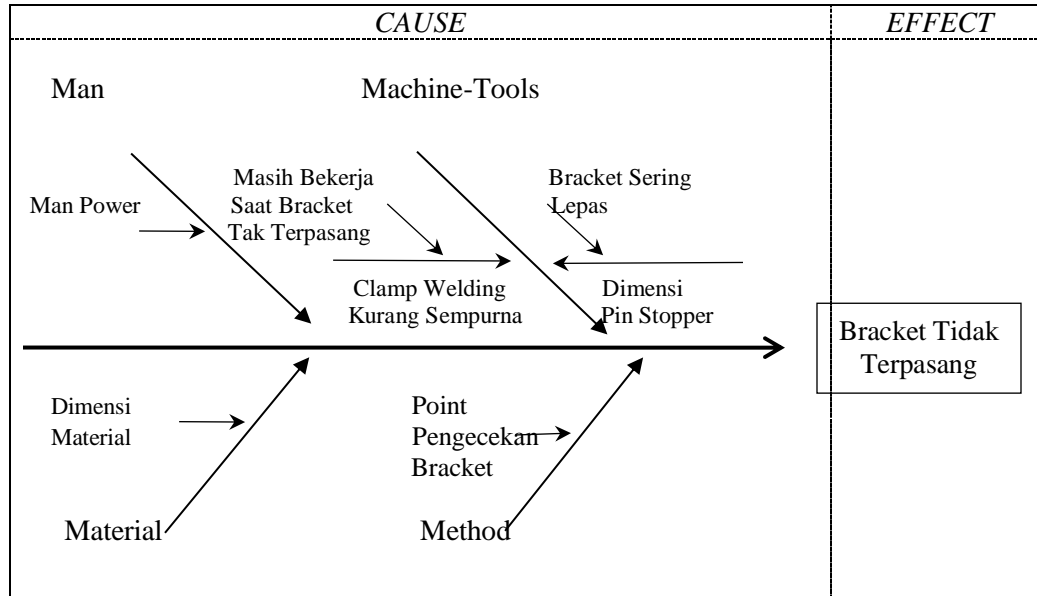 CAUSE
EFFECT
Man
Machine-Tools
Man Power
Masih Bekerja
Saat Bracket
Tak Terpasang
Bracket Sering
Lepas
Clamp Welding
Kurang Sempurna
Dimensi
Pin Stopper
Bracket Tidak
Terpasang
Dimensi
Material
Point
Pengecekan
Bracket
Material
Method